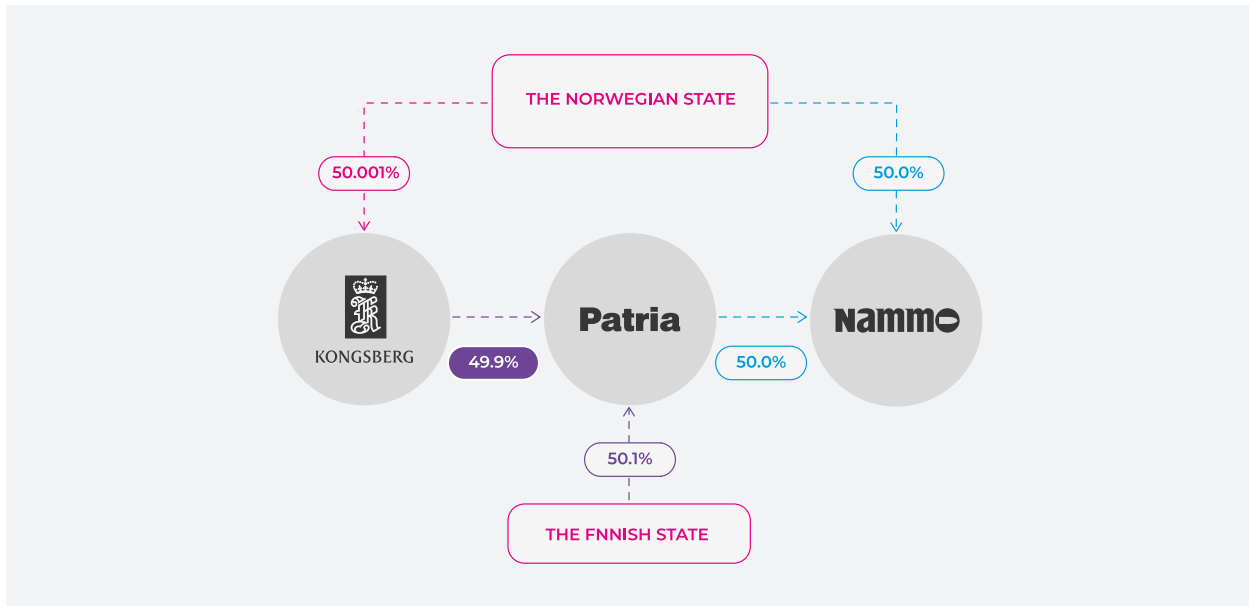 THE NORWEGIAN STATE
50.001%
50.0%
KONGSBERG
Patria
Nammo
49.9%
50.0%
50.1%
THE FNNISH STATE